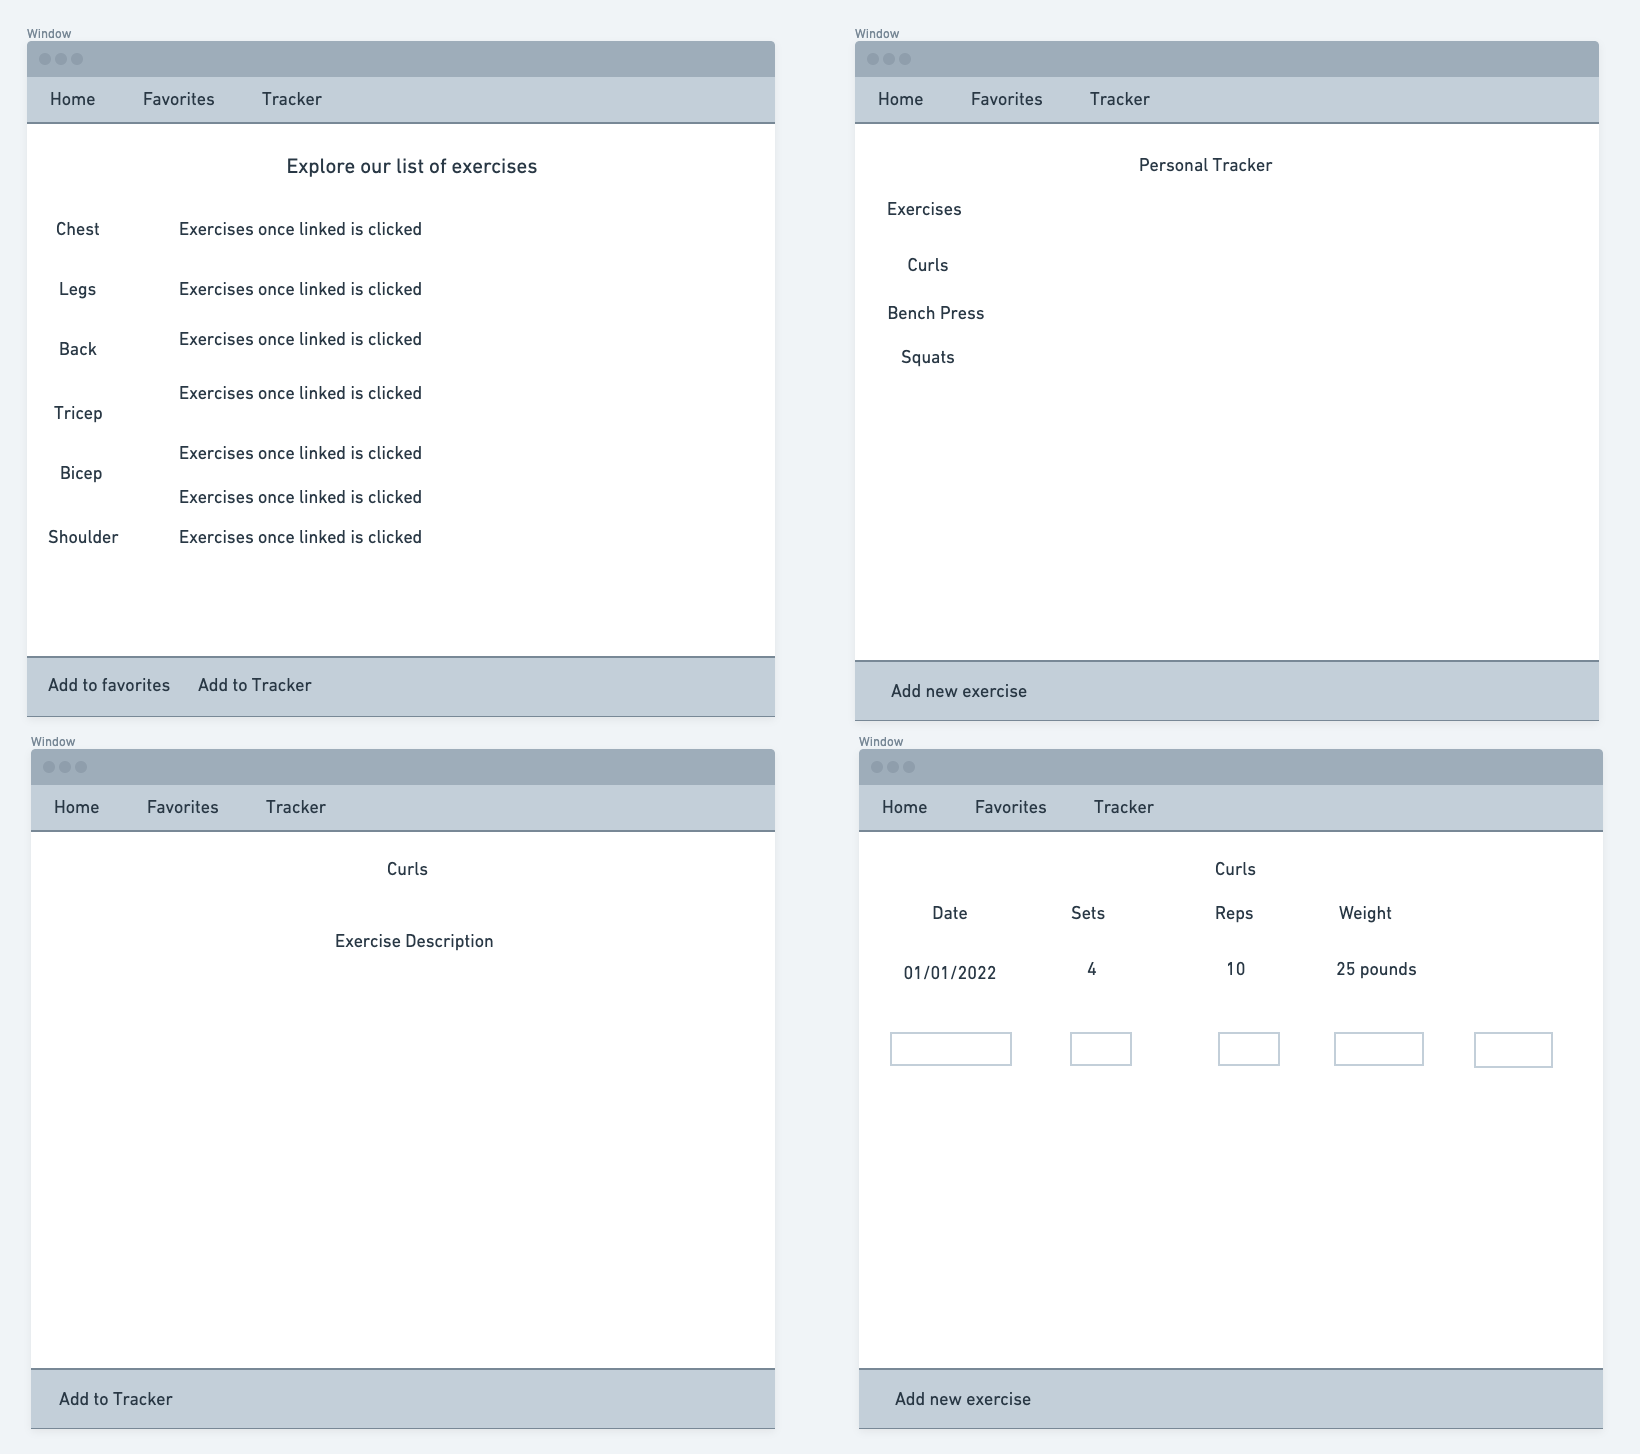 Window
Home Favorites Tracker
Explore our list of exercises
Chest Exercises once linked is clicked
Legs Exercises once linked is clicked
Exercises once linked is clicked
Back
Exercises once linked is clicked
Tricep
Exercises once linked is clicked
Bicep
Exercises once linked is clicked
Shoulder Exercises once linked is clicked
Add to favorites Add to Tracker
Window
Home Favorites Tracker
Personal Tracker
Exercises
Curls
Bench Press
Squats
Add new exercise
Window
Home Favorites Tracker
Curls
Exercise Description
Add to Tracker
Window
Home Favorites Tracker
Curls
Date Sets Reps Weight
01/01/2022 4 10 25 pounds
Add new exercise